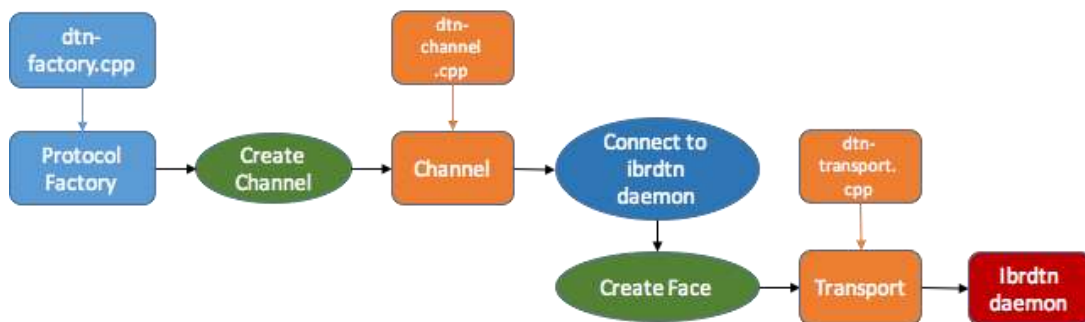 dtn-
factory.cpp
dtn-
channel
.cpp
Protocol
Factory
Create
Channel
Channel
Connect to
ibrdtn
daemon
dtn-
transport.
cpp
Create Face
Transport
Ibrdtn
daemon